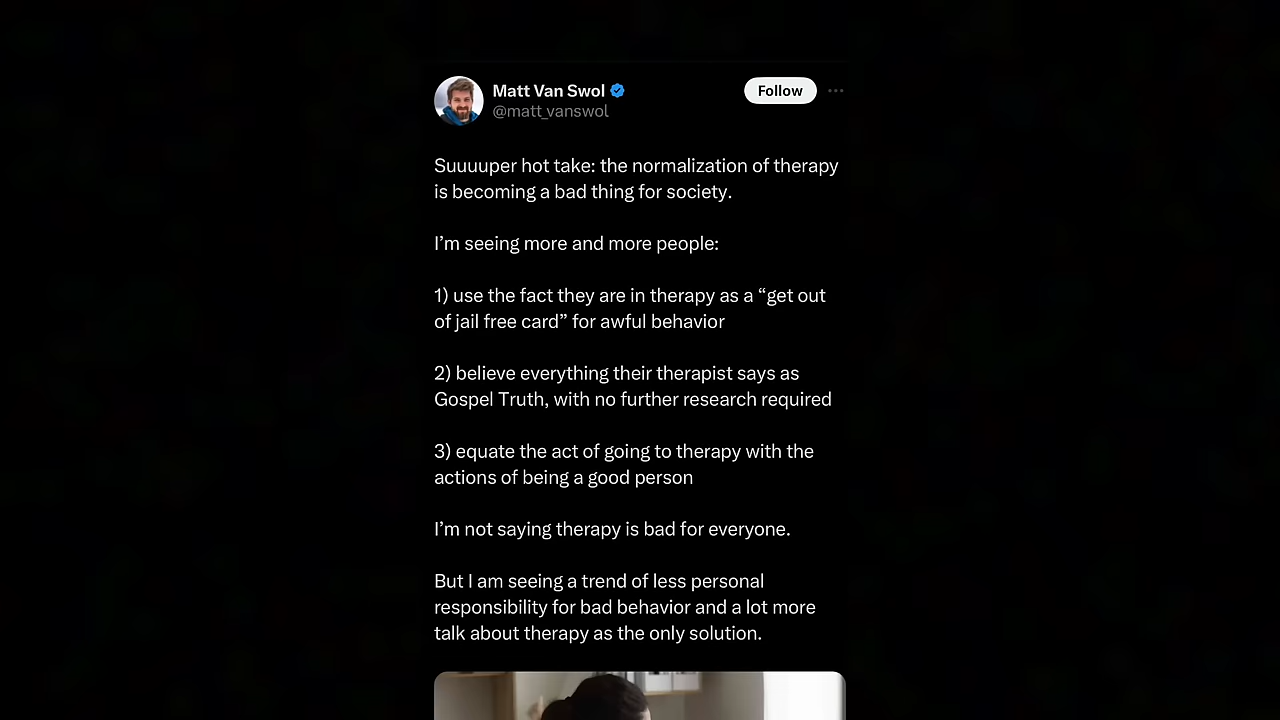 Matt Van Swol
Follow
@matt_vanswol
Suuuuper hot take: the normalization of therapy
is becoming a bad thing for society.
I’m seeing more and more people:
1) use the fact they are in therapy as a “get out
of jail free card” for awful behavior
2) believe everything their therapist says as
Gospel Truth, with no further research required
3) equate the act of going to therapy with the
actions of being a good person
I’m not saying therapy is bad for everyone.
But I am seeing a trend of less personal
responsibility for bad behavior and a lot more
talk about therapy as the only solution.